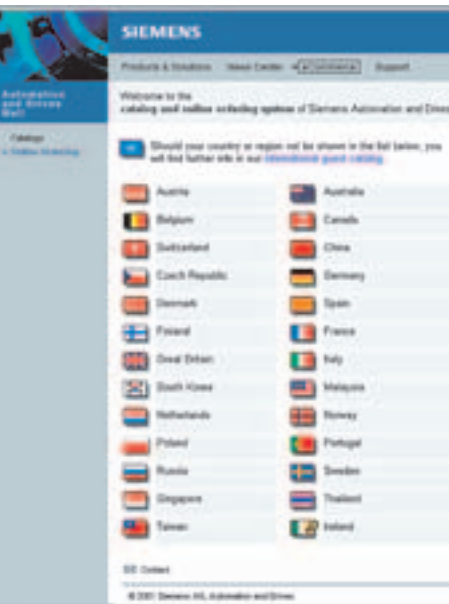 SIEMENS
Products & Solutions News Center Support
Automation
and Drives
Mall
Welcome to the
catalog and online ordering system of Siemens Automation and Drives
Catalogs
Online Ordering
Should your country or region not be shown in the list below, you
will find further info in our international guest catalog.
Austria Australia
Belgium Canada
Switzerland China
Czech Republic Germany
Denmark Spain
Finland France
Great Britain Italy
South Korea Malaysia
Netherlands Norway
Poland Portugal
Russia Sweden
Singapore Thailand
Taiwan Ireland
Contact
© 2001 Siemens AG, Automation and Drives